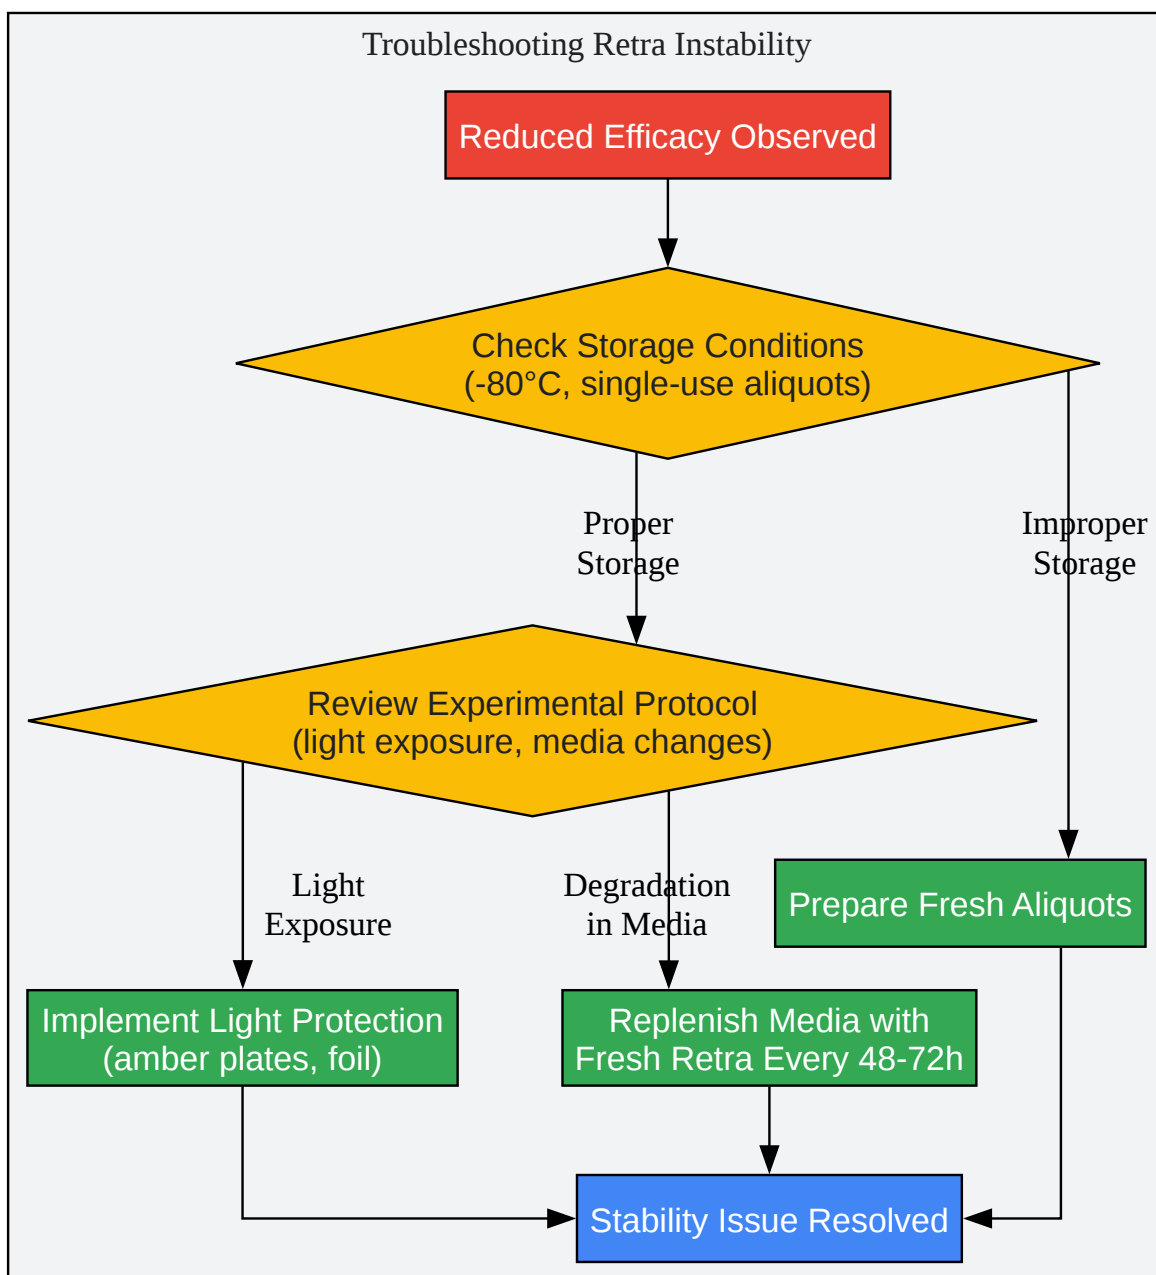 Troubleshooting Retra Instability
Reduced Efficacy Observed
Check Storage Conditions
(-80°C, single-use aliquots)
Proper
Storage
Improper
Storage
Review Experimental Protocol
(light exposure, media changes)
Light
Exposure
Degradation
in Media
Prepare Fresh Aliquots
Implement Light Protection
(amber plates, foil)
Replenish Media with
Fresh Retra Every 48-72h
Stability Issue Resolved